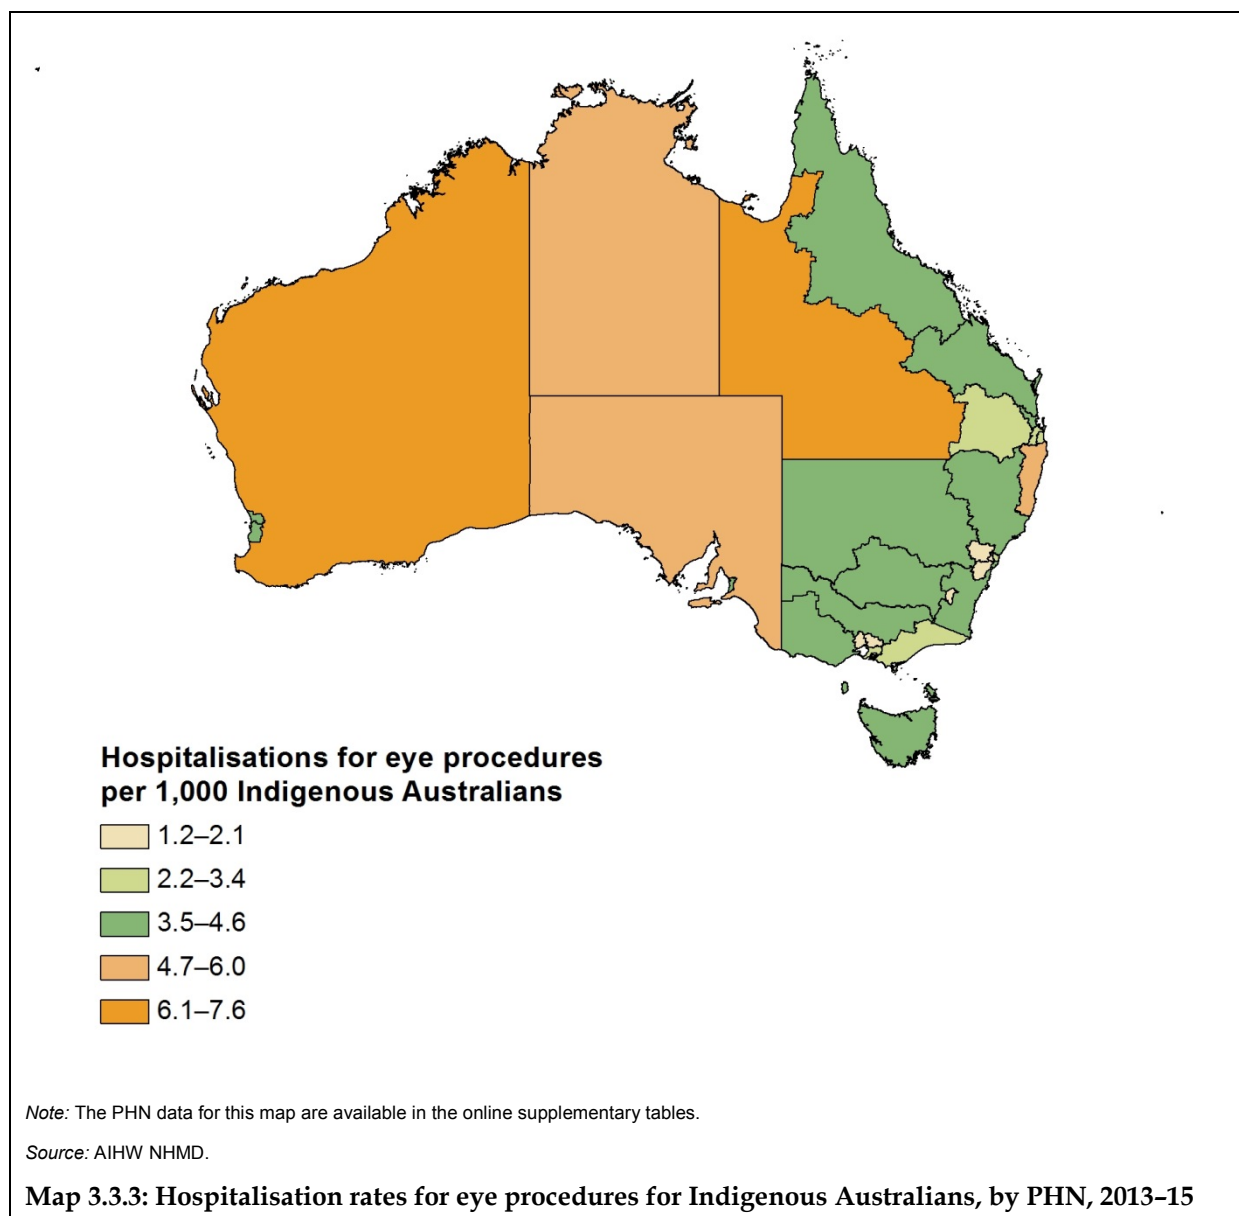 Hospitalisations for eye procedures
per 1,000 Indigenous Australians
1.2–2.1
2.2–3.4
3.5–4.6
4.7–6.0
6.1–7.6
Note: The PHN data for this map are available in the online supplementary tables.
Source: AIHW NHMD.
Map 3.3.3: Hospitalisation rates for eye procedures for Indigenous Australians, by PHN, 2013–15